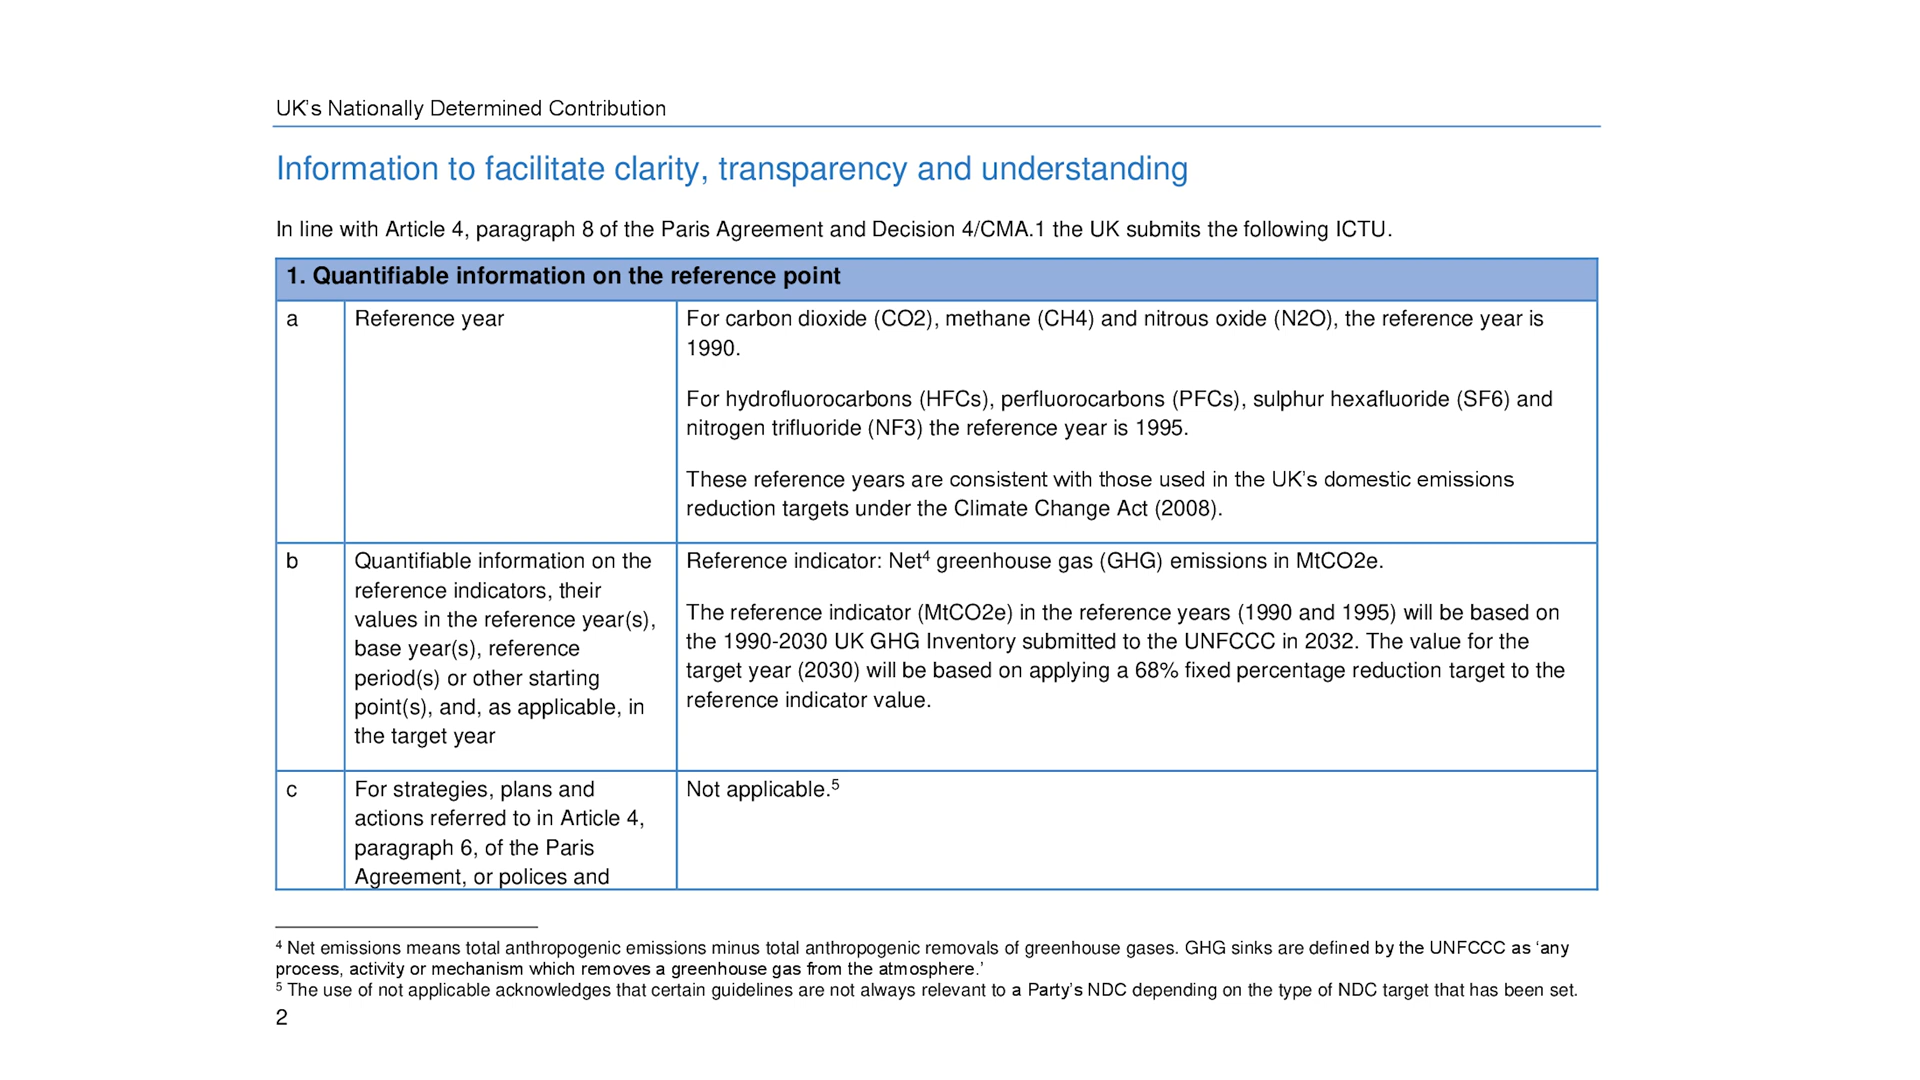 UK's Nationally Determined Contribution
Information to facilitate clarity, transparency and understanding
In line with Article 4, paragraph 8 of the Paris Agreement and Decision 4/CMA.1 the UK submits the following ICTU.
1. Quantifiable information on the reference point
a
Reference year
For carbon dioxide (CO2), methane (CH4) and nitrous oxide (N2O), the reference year is
1990.
For hydrofluorocarbons (HFCs), perfluorocarbons (PFCs), sulphur hexafluoride (SF6) and
nitrogen trifluoride (NF3) the reference year is 1995.
These reference years are consistent with those used in the UK's domestic emissions
reduction targets under the Climate Change Act (2008).
b
Quantifiable information on the
reference indicators, their
values in the reference year(s),
base year(s), reference
period(s) or other starting
point(s), and, as applicable, in
the target year
Reference indicator: Net⁴ greenhouse gas (GHG) emissions in MtCO2e.
The reference indicator (MtCO2e) in the reference years (1990 and 1995) will be based on
the 1990-2030 UK GHG Inventory submitted to the UNFCCC in 2032. The value for the
target year (2030) will be based on applying a 68% fixed percentage reduction target to the
reference indicator value.
c
For strategies, plans and
actions referred to in Article 4,
paragraph 6, of the Paris
Agreement, or polices and
Not applicable.⁵
⁴ Net emissions means total anthropogenic emissions minus total anthropogenic removals of greenhouse gases. GHG sinks are defined by the UNFCCC as ‘any
process, activity or mechanism which removes a greenhouse gas from the atmosphere.’
⁵ The use of not applicable acknowledges that certain guidelines are not always relevant to a Party's NDC depending on the type of NDC target that has been set.
2